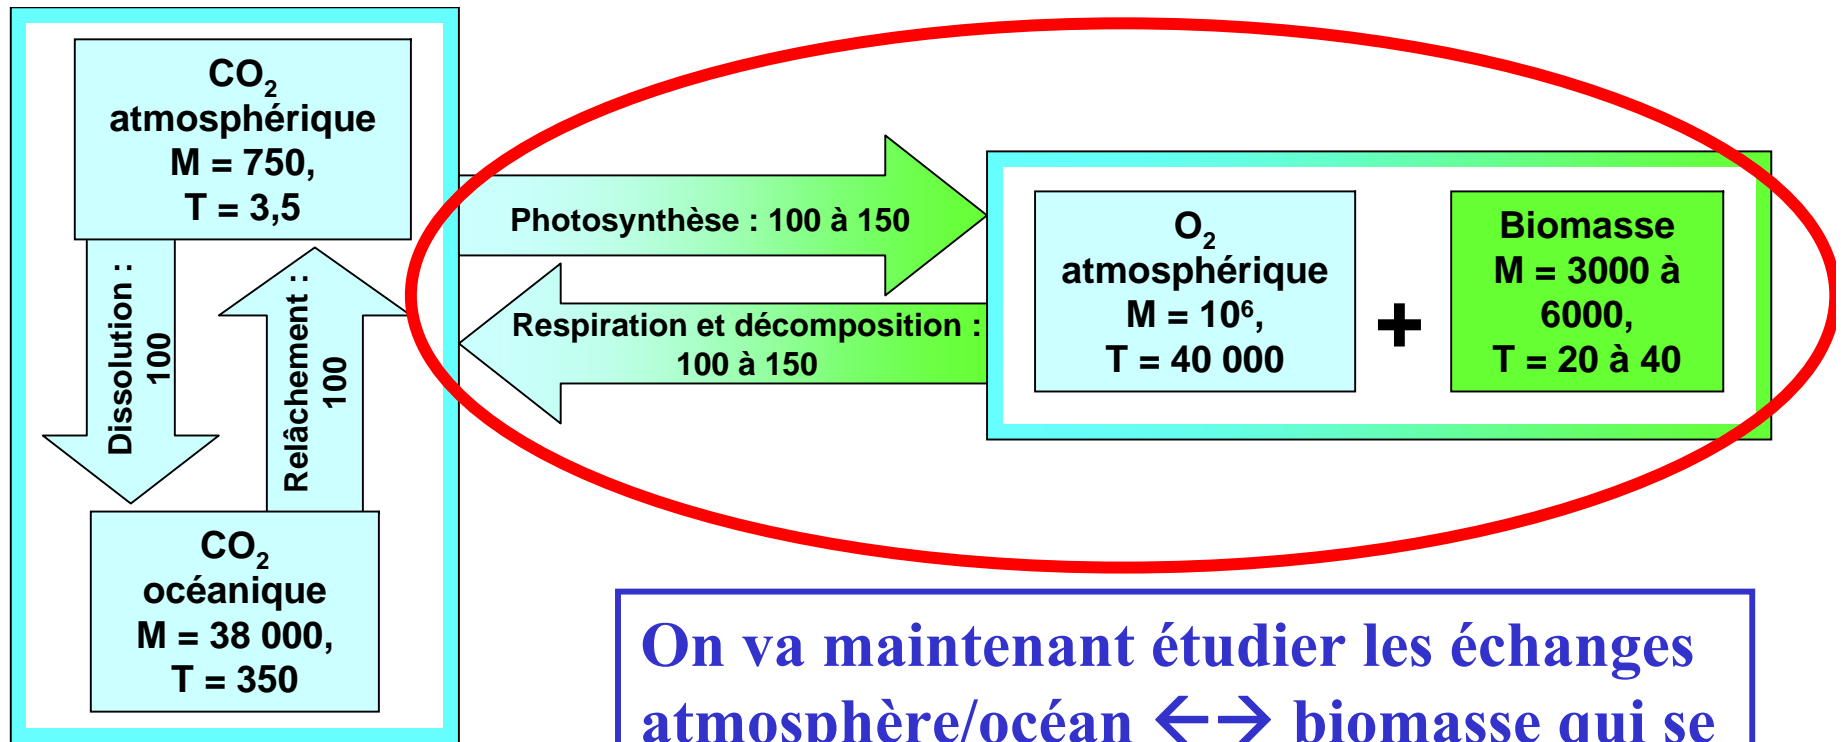 CO₂
atmosphérique
M = 750,
T = 3,5
Dissolution :
100
Relâchement :
100
CO₂
océanique
M = 38 000,
T = 350
Photosynthèse : 100 à 150
Respiration et décomposition :
100 à 150
O₂
atmosphérique
M = 10⁶,
T = 40 000
+
Biomasse
M = 3000 à
6000,
T = 20 à 40
On va maintenant étudier les échanges
atmosphère/océan ←→ biomasse qui se